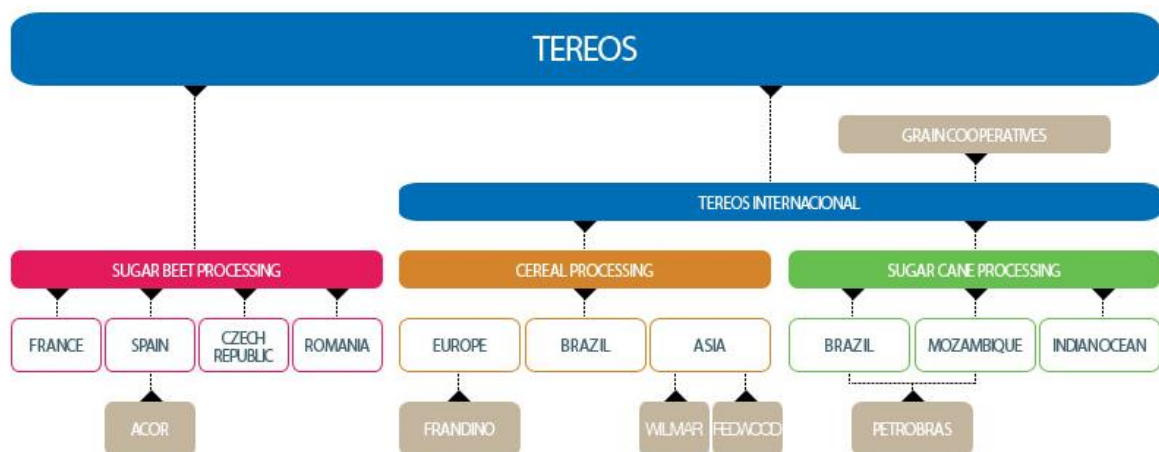 TEREOS
GRAIN COOPERATIVES
TEREOS INTERNACIONAL
SUGAR BEET PROCESSING
CEREAL PROCESSING
SUGAR CANE PROCESSING
FRANCE
SPAIN
CZECH
REPUBLIC
ROMANIA
EUROPE
BRAZIL
ASIA
BRAZIL
MOZAMBIQUE
INDIAN OCEAN
ACOR
FRANDINO
WILMAR
REDWOOD
PETROBRAS